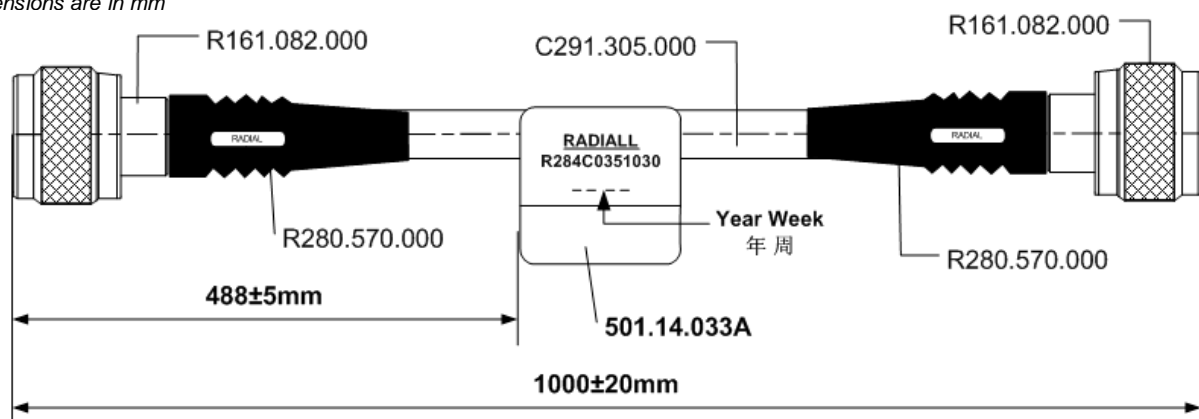 ensions are in mm
R161.082.000
C291.305.000
R161.082.000
RADIAL
RADIALL
R284C0351030
RADIAL
Year Week
年 周
R280.570.000
R280.570.000
488±5mm
501.14.033A
1000±20mm